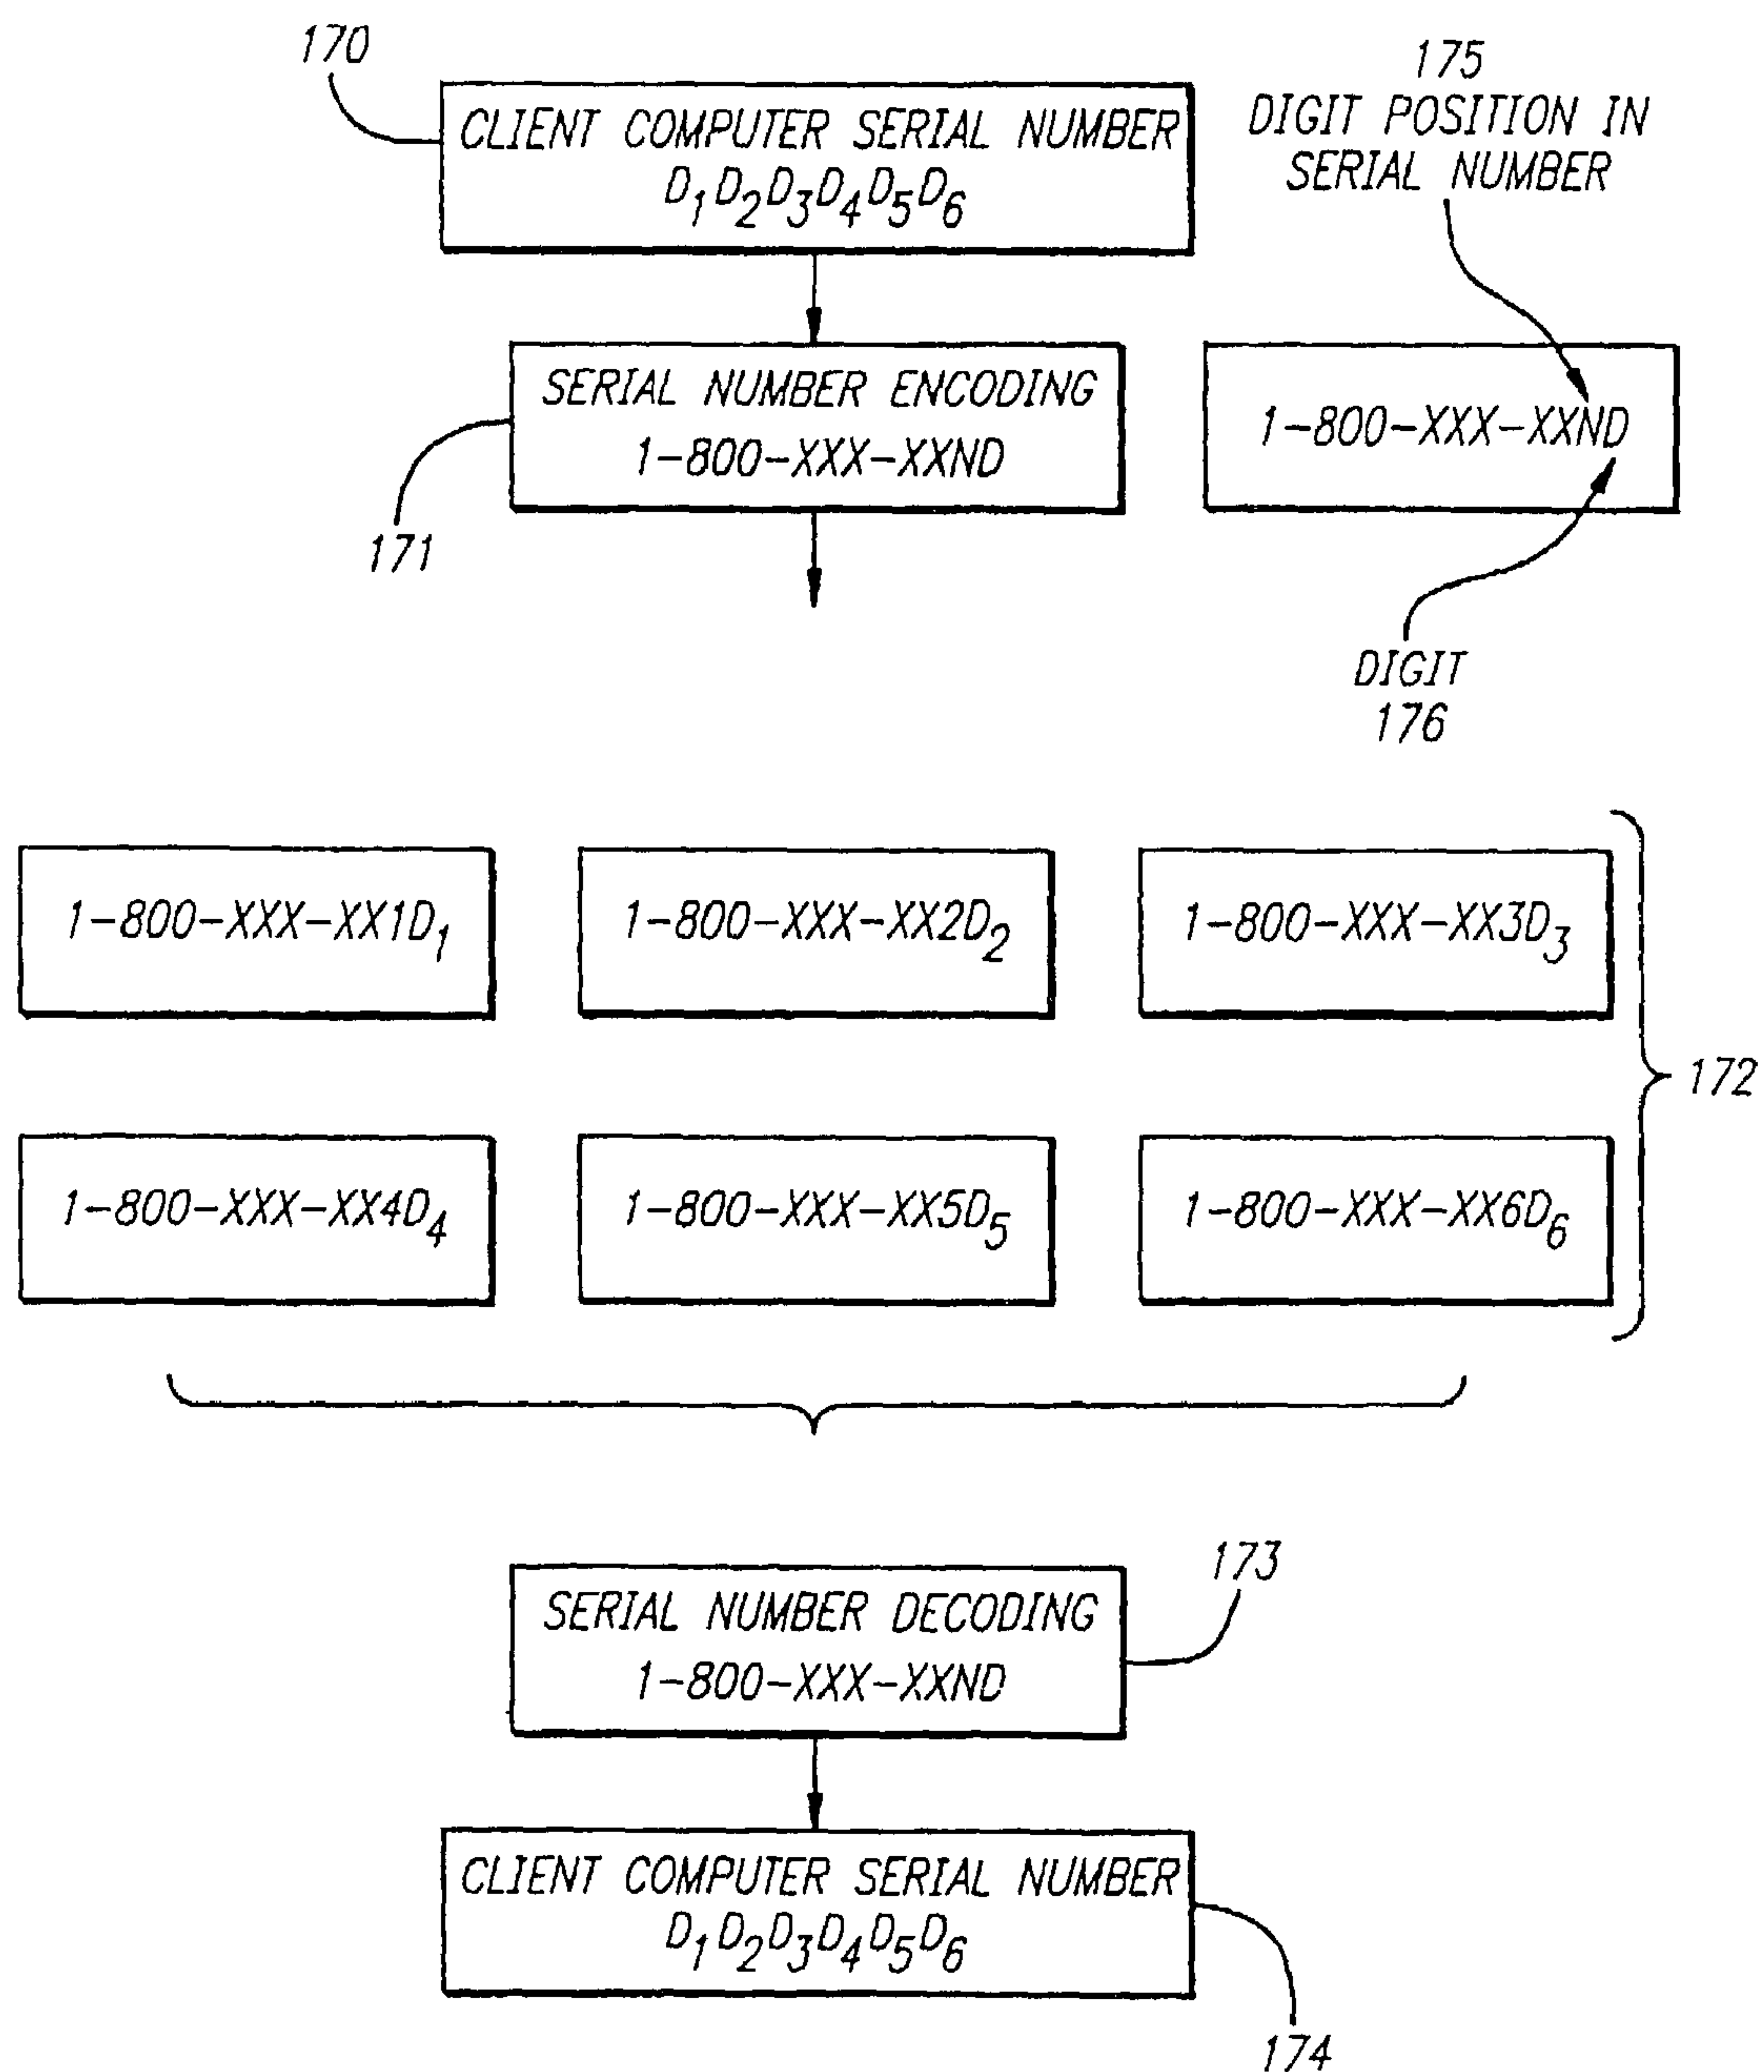 170
CLIENT COMPUTER SERIAL NUMBER
D₁D₂D₃D₄D₅D₆
175
DIGIT POSITION IN
SERIAL NUMBER
SERIAL NUMBER ENCODING
1-800-XXX-XXND
171
1-800-XXX-XXND
DIGIT
176
1-800-XXX-XX1D₁
1-800-XXX-XX2D₂
1-800-XXX-XX3D₃
172
1-800-XXX-XX4D₄
1-800-XXX-XX5D₅
1-800-XXX-XX6D₆
173
SERIAL NUMBER DECODING
1-800-XXX-XXND
CLIENT COMPUTER SERIAL NUMBER
D₁D₂D₃D₄D₅D₆
174